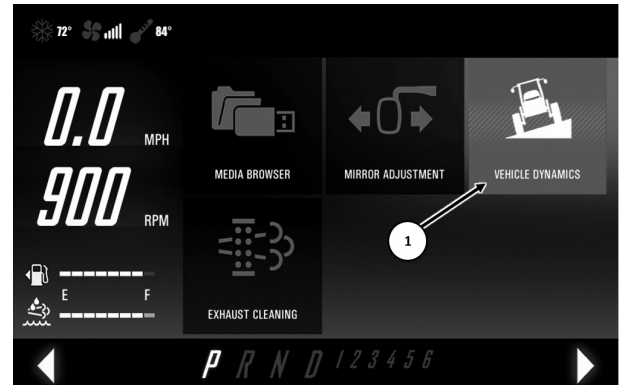 72° 84°
0.0 MPH
900 RPM
E F
MEDIA BROWSER
MIRROR ADJUSTMENT
VEHICLE DYNAMICS
1
EXHAUST CLEANING
P R N D 1 2 3 4 5 6